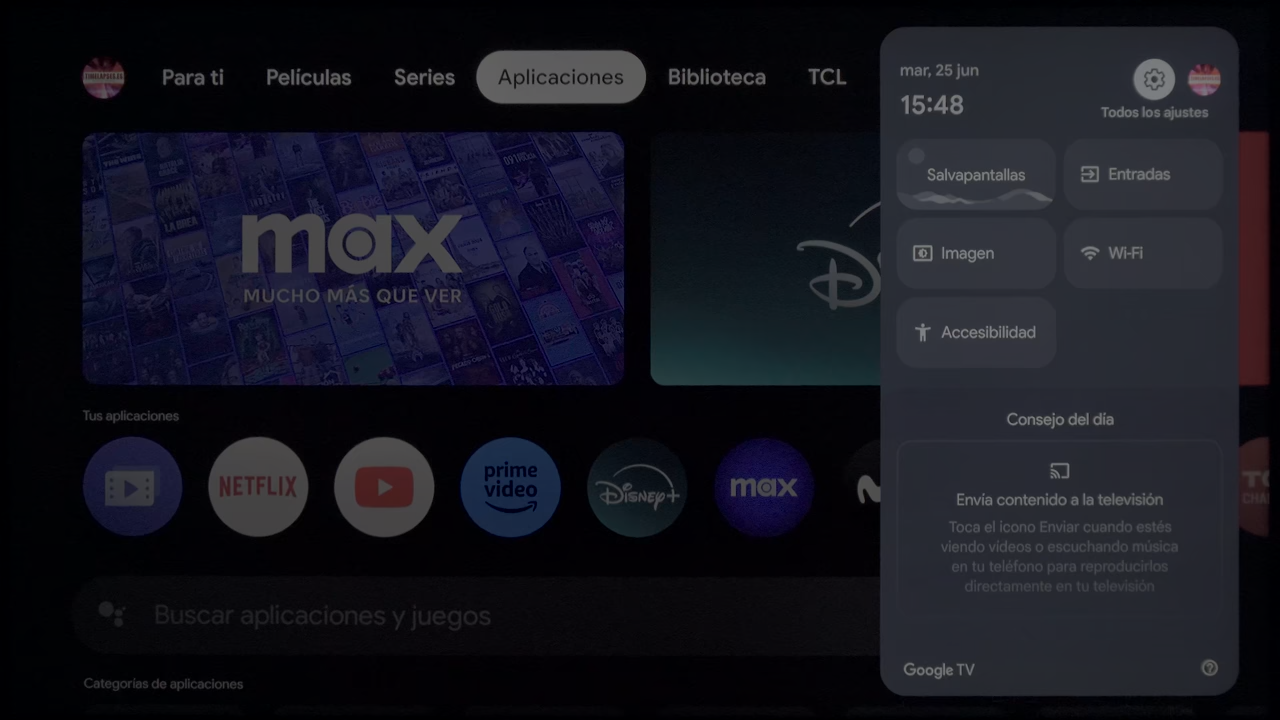 Para ti
Películas
Series
Aplicaciones
Biblioteca
TCL
max
MUCHO MÁS QUE VER
Tus aplicaciones
NETFLIX
prime
video
Disney+
max
Buscar aplicaciones y juegos
Categorías de aplicaciones
mar, 25 jun
15:48
Todos los ajustes
Salvapantallas
Entradas
Imagen
Wi-Fi
Accesibilidad
Consejo del día
Envía contenido a la televisión
Toca el icono Enviar cuando estés
viendo vídeos o escuchando música
en tu teléfono para reproducirlos
directamente en tu televisión
Google TV